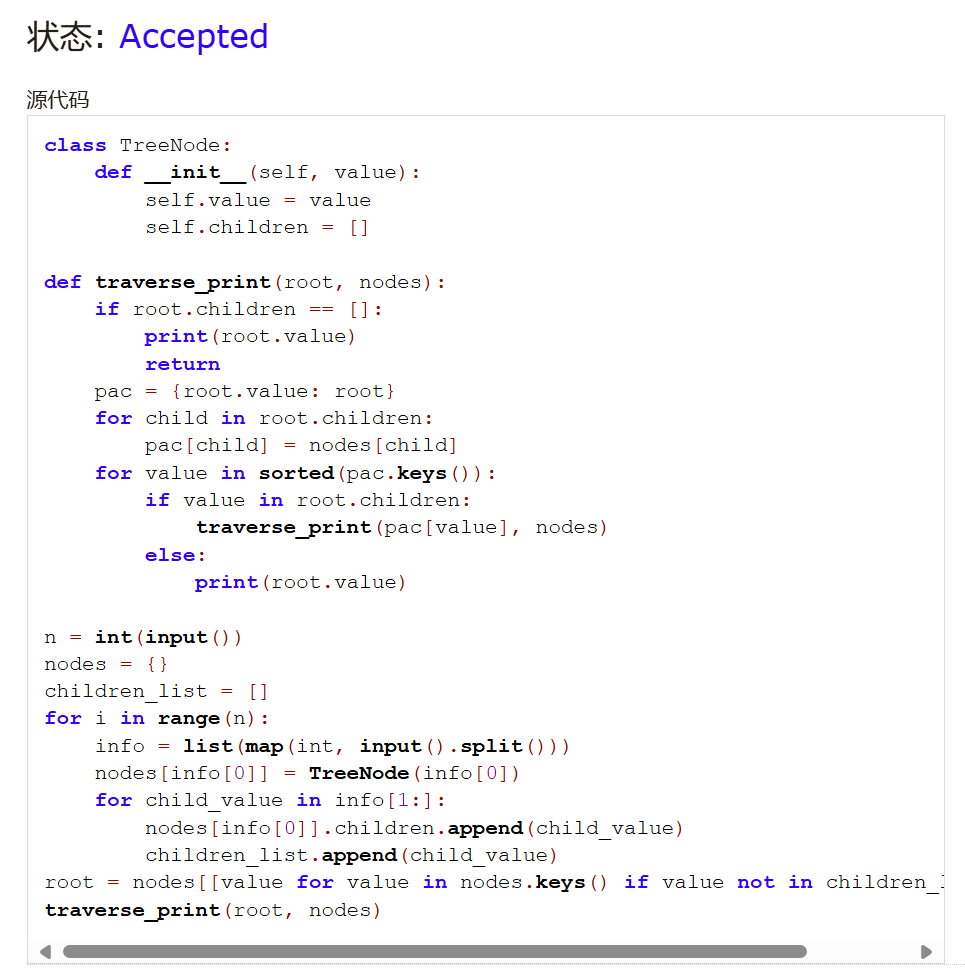 状态: Accepted
源代码
class TreeNode:
    def __init__(self, value):
        self.value = value
        self.children = []
def traverse_print(root, nodes):
    if root.children == []:
        print(root.value)
        return
    pac = {root.value: root}
    for child in root.children:
        pac[child] = nodes[child]
    for value in sorted(pac.keys()):
        if value in root.children:
            traverse_print(pac[value], nodes)
        else:
            print(root.value)
n = int(input())
nodes = {}
children_list = []
for i in range(n):
    info = list(map(int, input().split()))
    nodes[info[0]] = TreeNode(info[0])
    for child_value in info[1:]:
        nodes[info[0]].children.append(child_value)
        children_list.append(child_value)
root = nodes[[value for value in nodes.keys() if value not in children_
traverse_print(root, nodes)